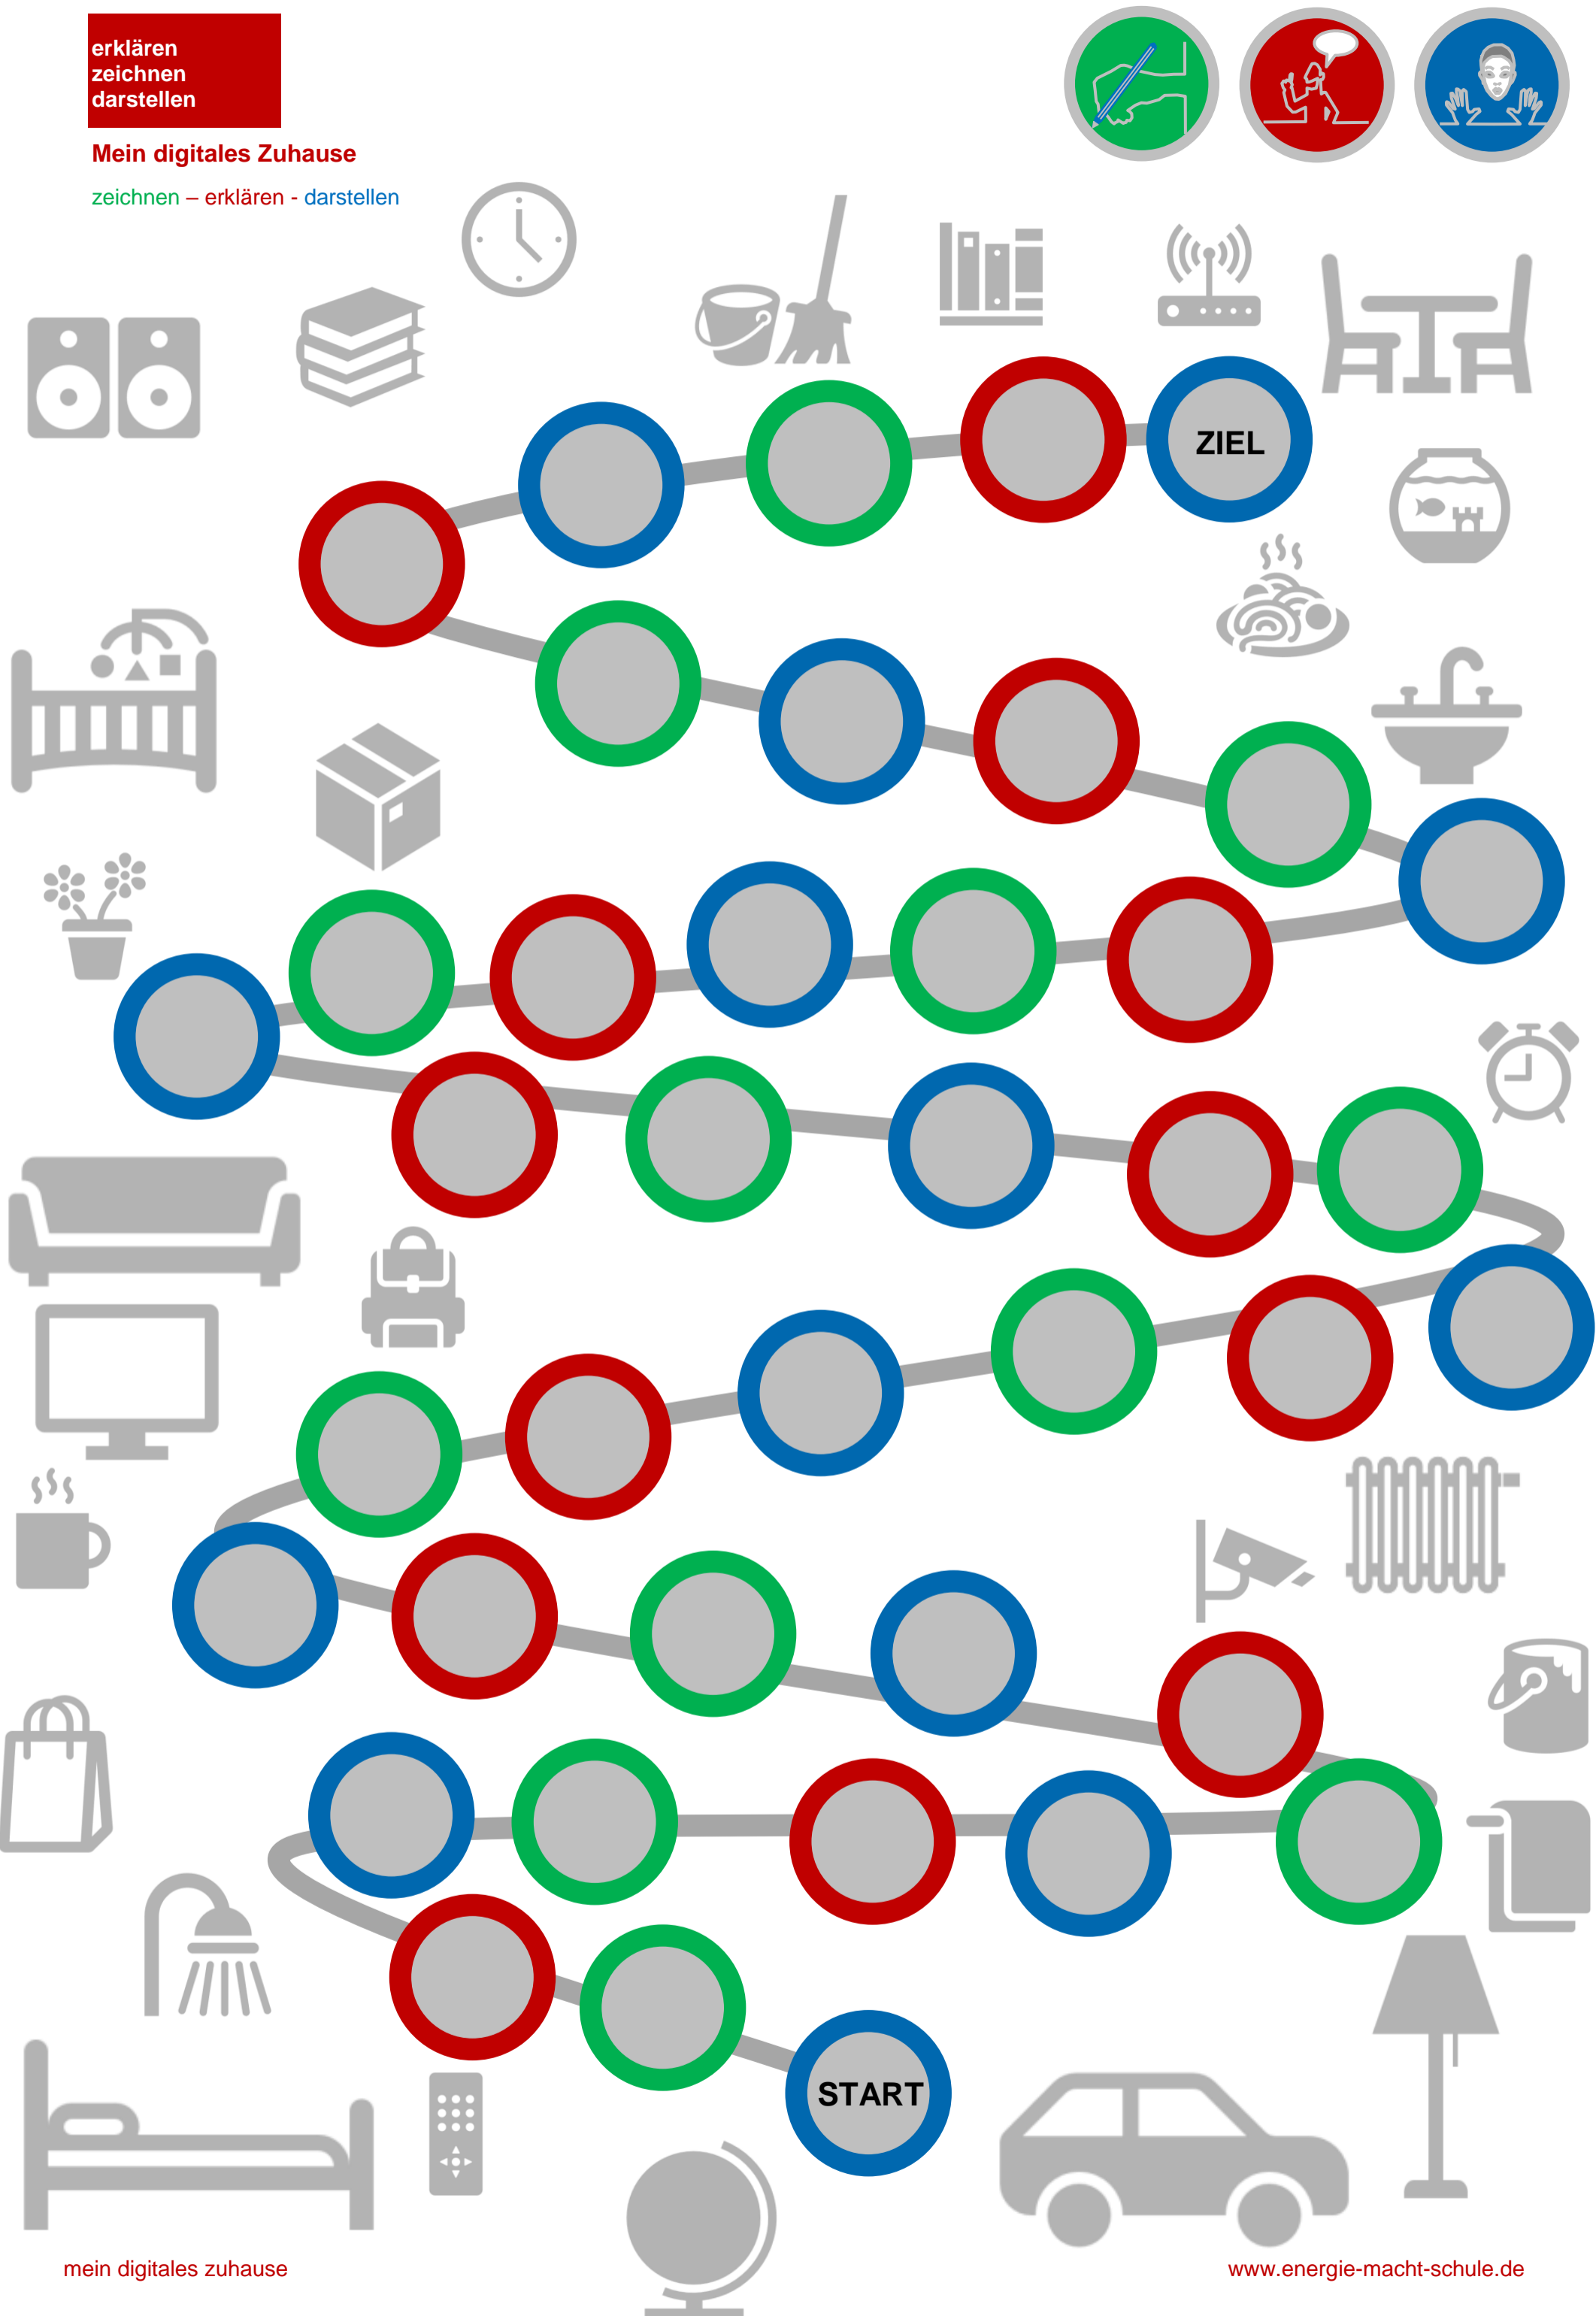 erklären
zeichnen
darstellen
Mein digitales Zuhause
zeichnen – erklären - darstellen
ZIEL
START
mein digitales zuhause
www.energie-macht-schule.de